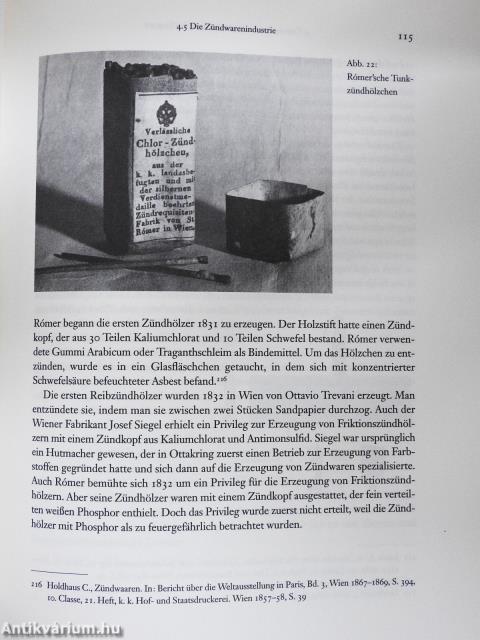 4.5 Die Zündwarenindustrie
115
Abb. 22:
Rómer'sche Tunk-
zündhölzchen
Verlässliche
Chlor - Zünd-
hölzchen,
aus der
k. k. landesbe-
fugten und mit
der silbernen
Verdienstme-
daille beehrten
Zündrequisiten-
Fabrik von St.
Rómer in Wien.
Rómer begann die ersten Zündhölzer 1831 zu erzeugen. Der Holzstift hatte einen Zünd-
kopf, der aus 30 Teilen Kaliumchlorat und 10 Teilen Schwefel bestand. Rómer verwen-
dete Gummi Arabicum oder Traganthschleim als Bindemittel. Um das Hölzchen zu ent-
zünden, wurde es in ein Glasfläschchen getaucht, in dem sich mit konzentrierter
Schwefelsäure befeuchteter Asbest befand.216
Die ersten Reibzündhölzer wurden 1832 in Wien von Ottavio Trevani erzeugt. Man
entzündete sie, indem man sie zwischen zwei Stücken Sandpapier durchzog. Auch der
Wiener Fabrikant Josef Siegel erhielt ein Privileg zur Erzeugung von Friktionszündhöl-
zern mit einem Zündkopf aus Kaliumchlorat und Antimonsulfid. Siegel war ursprünglich
ein Hutmacher gewesen, der in Ottakring zuerst einen Betrieb zur Erzeugung von Farb-
stoffen gegründet hatte und sich dann auf die Erzeugung von Zündwaren spezialisierte.
Auch Rómer bemühte sich 1832 um ein Privileg für die Erzeugung von Friktionszünd-
hölzern. Aber seine Zündhölzer waren mit einem Zündkopf ausgestattet, der fein verteil-
ten weißen Phosphor enthielt. Doch das Privileg wurde zuerst nicht erteilt, weil die Zünd-
hölzer mit Phosphor als zu feuergefährlich betrachtet wurden.
216 Holdhaus C., Zündwaaren. In: Bericht über die Weltausstellung in Paris, Bd. 3, Wien 1867–1869, S. 394,
10. Classe, 21. Heft, k. k. Hof- und Staatsdruckerei. Wien 1857–58, S. 39
Antikvárium.hu